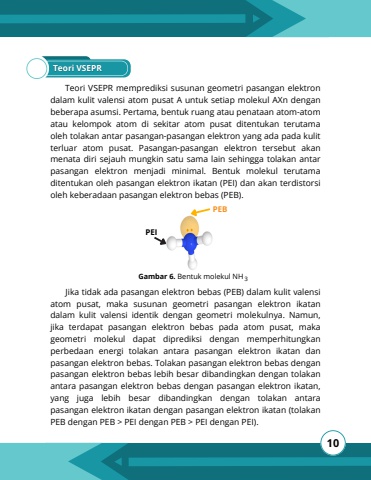 Teori VSEPR
Teori VSEPR memprediksi susunan geometri pasangan elektron
dalam kulit valensi atom pusat A untuk setiap molekul AXn dengan
beberapa asumsi. Pertama, bentuk ruang atau penataan atom-atom
atau kelompok atom di sekitar atom pusat ditentukan terutama
oleh tolakan antar pasangan-pasangan elektron yang ada pada kulit
terluar atom pusat. Pasangan-pasangan elektron tersebut akan
menata diri sejauh mungkin satu sama lain sehingga tolakan antar
pasangan elektron menjadi minimal. Bentuk molekul terutama
ditentukan oleh pasangan elektron ikatan (PEI) dan akan terdistorsi
oleh keberadaan pasangan elektron bebas (PEB).
PEB
PEI
Gambar 6. Bentuk molekul NH3
Jika tidak ada pasangan elektron bebas (PEB) dalam kulit valensi
atom pusat, maka susunan geometri pasangan elektron ikatan
dalam kulit valensi identik dengan geometri molekulnya. Namun,
jika terdapat pasangan elektron bebas pada atom pusat, maka
geometri molekul dapat diprediksi dengan memperhitungkan
perbedaan energi tolakan antara pasangan elektron ikatan dan
pasangan elektron bebas. Tolakan pasangan elektron bebas dengan
pasangan elektron bebas lebih besar dibandingkan dengan tolakan
antara pasangan elektron bebas dengan pasangan elektron ikatan,
yang juga lebih besar dibandingkan dengan tolakan antara
pasangan elektron ikatan dengan pasangan elektron ikatan (tolakan
PEB dengan PEB > PEI dengan PEB > PEI dengan PEI).
10